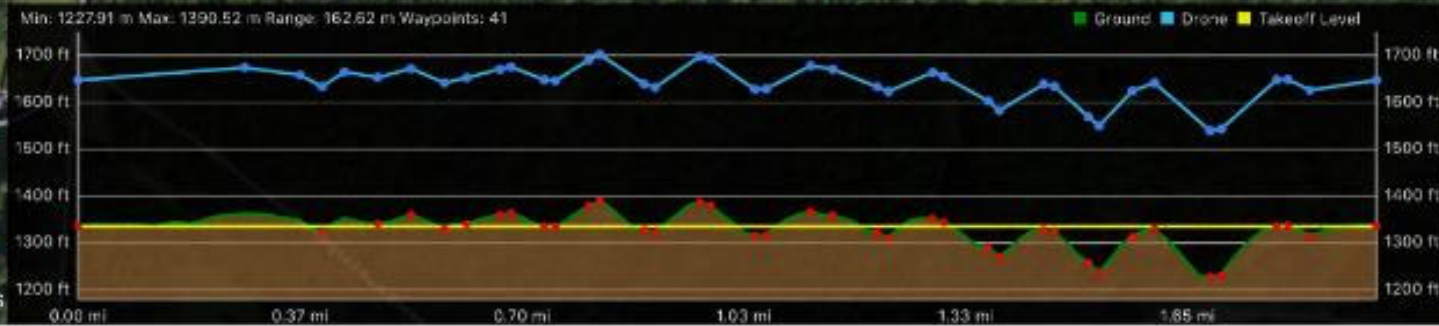 Min: 1227.91 m Max: 1390.52 m Range: 162.62 m Waypoints: 41
Ground Drone Takeoff Level
1700 ft 1700 ft
1600 ft 1600 ft
1500 ft 1500 ft
1400 ft 1400 ft
1300 ft 1300 ft
1200 ft 1200 ft
0.00 mi 0.37 mi 0.70 mi 1.03 mi 1.33 mi 1.65 mi